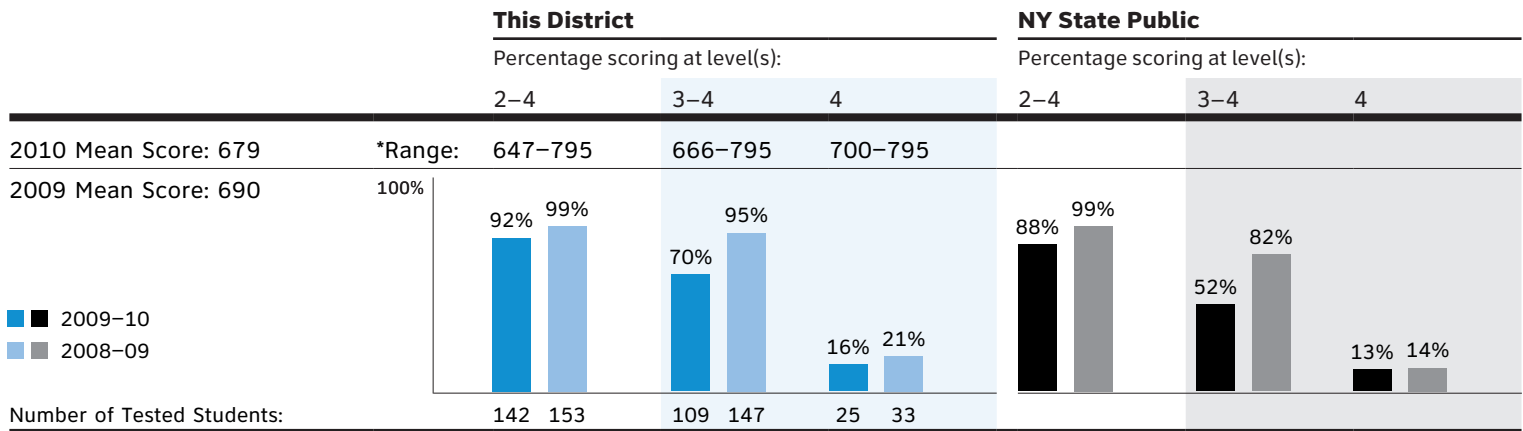 This District NY State Public
Percentage scoring at level(s): Percentage scoring at level(s):
2–4 3–4 4 2–4 3–4 4
2010 Mean Score: 679 *Range: 647–795 666–795 700–795
2009 Mean Score: 690 100%
92% 99% 70% 95% 16% 21% 88% 99% 52% 82% 13% 14%
2009–10
2008–09
Number of Tested Students: 142 153 109 147 25 33